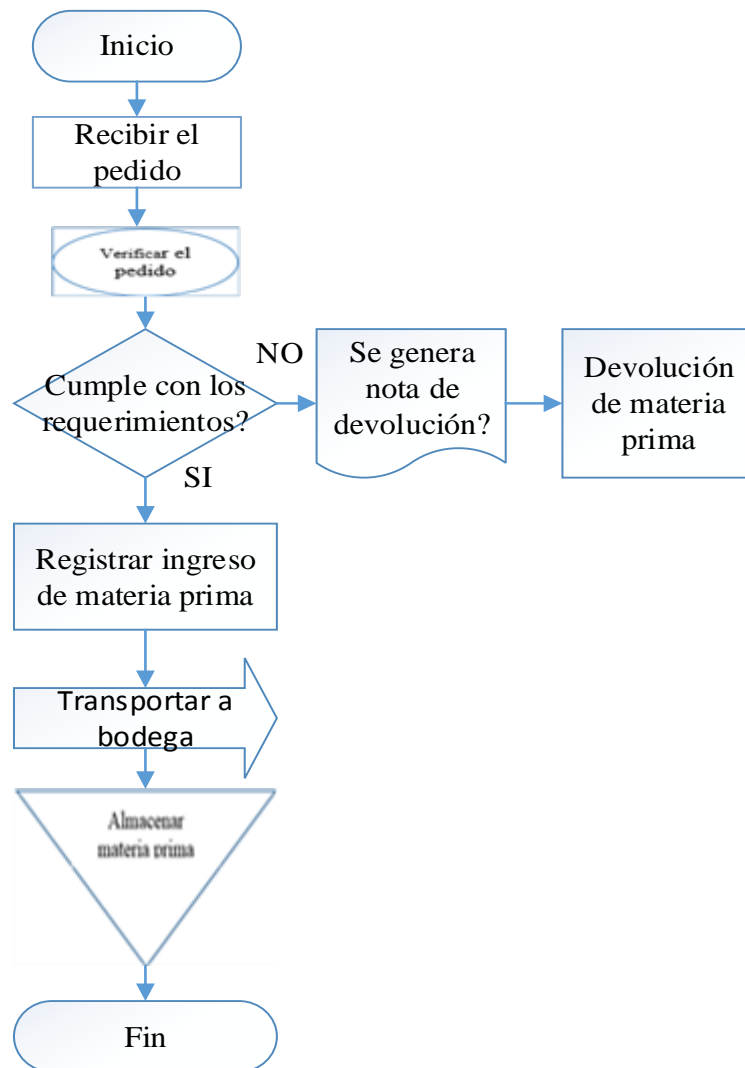 Inicio
Recibir el
pedido
Verificar el
pedido
Cumple con los
requerimientos?
NO
Se genera
nota de
devolución?
Devolución
de materia
prima
SI
Registrar ingreso
de materia prima
Transportar a
bodega
Almacenar
materia prima
Fin